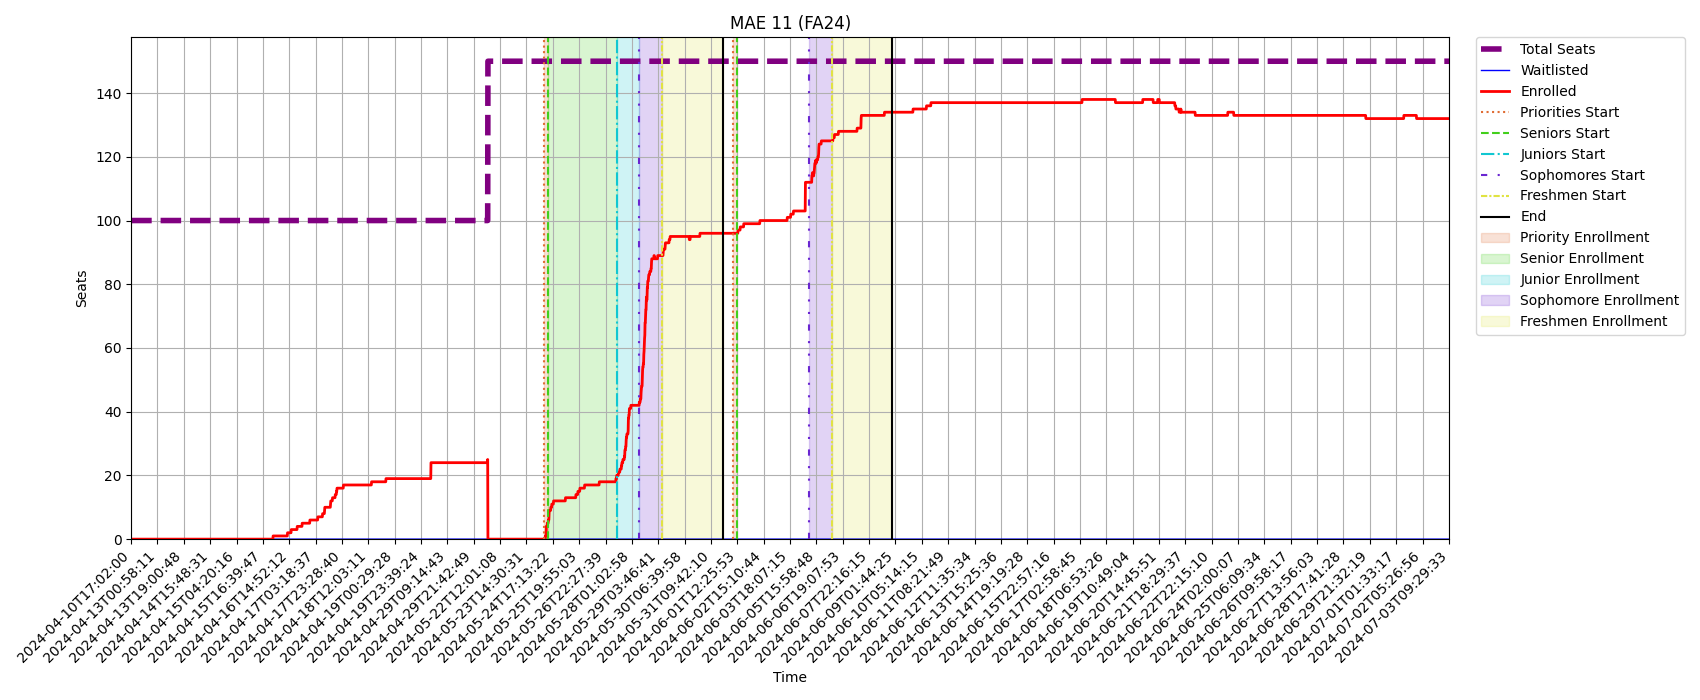 MAE 11 (FA24)
Seats
140
120
100
80
60
40
20
0
2024-04-10T17:02:00
2024-04-13T00:58:11
2024-04-13T19:00:48
2024-04-14T15:48:31
2024-04-15T04:20:16
2024-04-15T16:39:47
2024-04-16T14:52:12
2024-04-17T03:18:37
2024-04-17T23:28:40
2024-04-18T12:03:11
2024-04-19T00:29:28
2024-04-19T23:39:24
2024-04-29T09:14:43
2024-04-29T21:42:49
2024-05-22T12:01:08
2024-05-23T14:30:31
2024-05-24T17:13:22
2024-05-25T19:55:03
2024-05-26T22:27:39
2024-05-28T01:02:58
2024-05-29T03:46:41
2024-05-30T06:39:58
2024-05-31T09:42:10
2024-06-01T12:25:53
2024-06-02T15:10:44
2024-06-03T18:07:15
2024-06-05T15:58:48
2024-06-06T19:07:53
2024-06-07T22:16:15
2024-06-09T01:44:25
2024-06-10T05:14:15
2024-06-11T08:21:49
2024-06-12T11:35:34
2024-06-13T15:25:36
2024-06-14T19:19:28
2024-06-15T22:57:16
2024-06-17T02:58:45
2024-06-18T06:53:26
2024-06-19T10:49:04
2024-06-20T14:45:51
2024-06-21T18:29:37
2024-06-22T22:15:10
2024-06-24T02:00:07
2024-06-25T06:09:34
2024-06-26T09:58:17
2024-06-27T13:56:03
2024-06-28T17:41:28
2024-06-29T21:32:19
2024-07-01T01:33:17
2024-07-02T05:26:56
2024-07-03T09:29:33
Time
Total Seats
Waitlisted
Enrolled
Priorities Start
Seniors Start
Juniors Start
Sophomores Start
Freshmen Start
End
Priority Enrollment
Senior Enrollment
Junior Enrollment
Sophomore Enrollment
Freshmen Enrollment